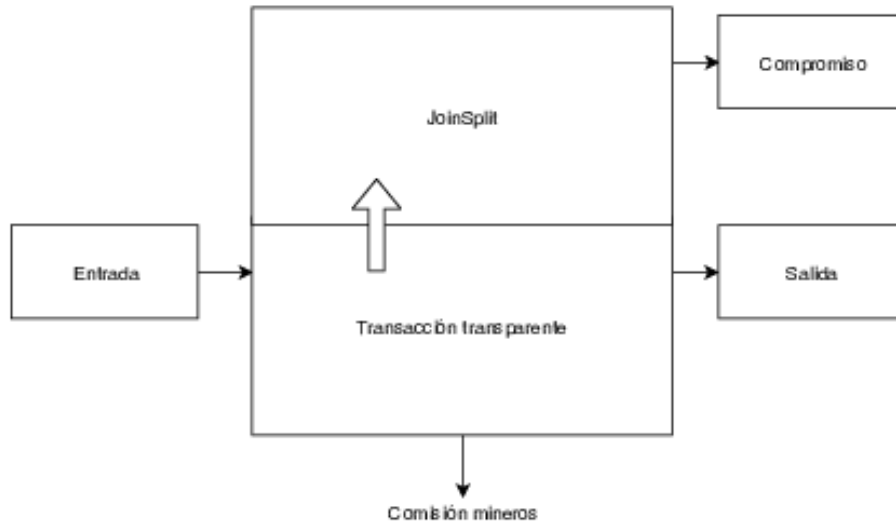 Compromiso
JoinSplit
Entrada
Salida
Transacción transparente
Comisión mineros